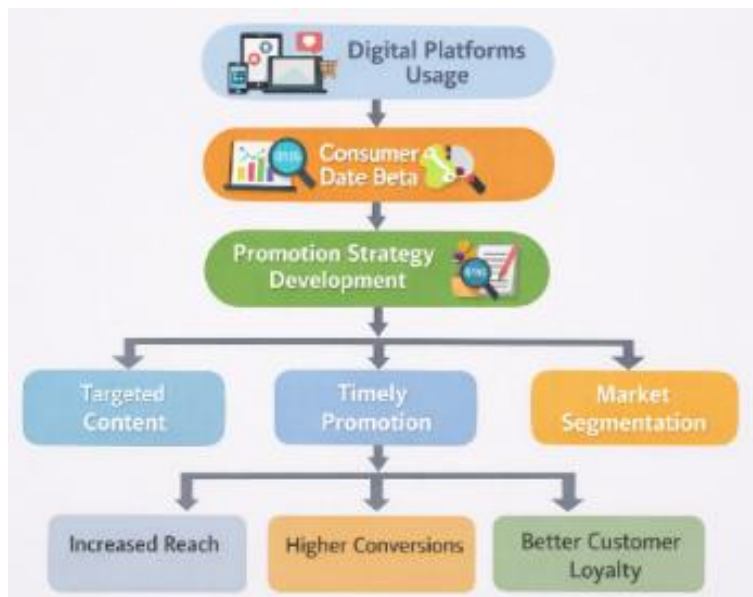 Digital Platforms
Usage
Consumer
Date Beta
Promotion Strategy
Development
Targeted
Content
Timely
Promotion
Market
Segmentation
Increased Reach
Higher Conversions
Better Customer
Loyalty